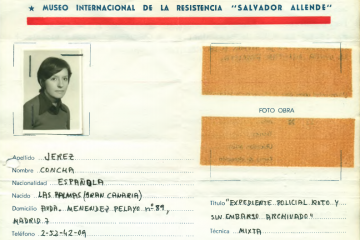 ★ MUSEO INTERNACIONAL DE LA RESISTENCIA "SALVADOR ALLENDE"
FOTO OBRA
Apellido JEREZ
Nombre CONCHA
Nacionalidad ESPAÑOLA
Nacido LAS PALMAS (GRAN CANARIA)
Domicilio AVDA. MENENDEZ PELAYO nº 89,
MADRID 7
Teléfono 2-52-42-09
Título "EXPEDIENTE POLICIAL ROTO Y
SIN EMBARGO ARCHIVADO"
Técnica MIXTA